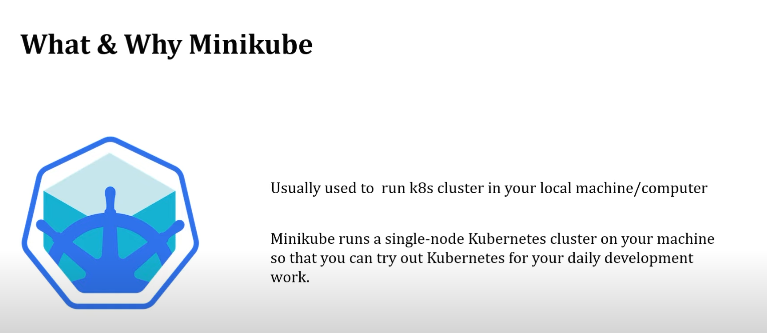 What & Why Minikube
Usually used to run k8s cluster in your local machine/computer
Minikube runs a single-node Kubernetes cluster on your machine
so that you can try out Kubernetes for your daily development
work.